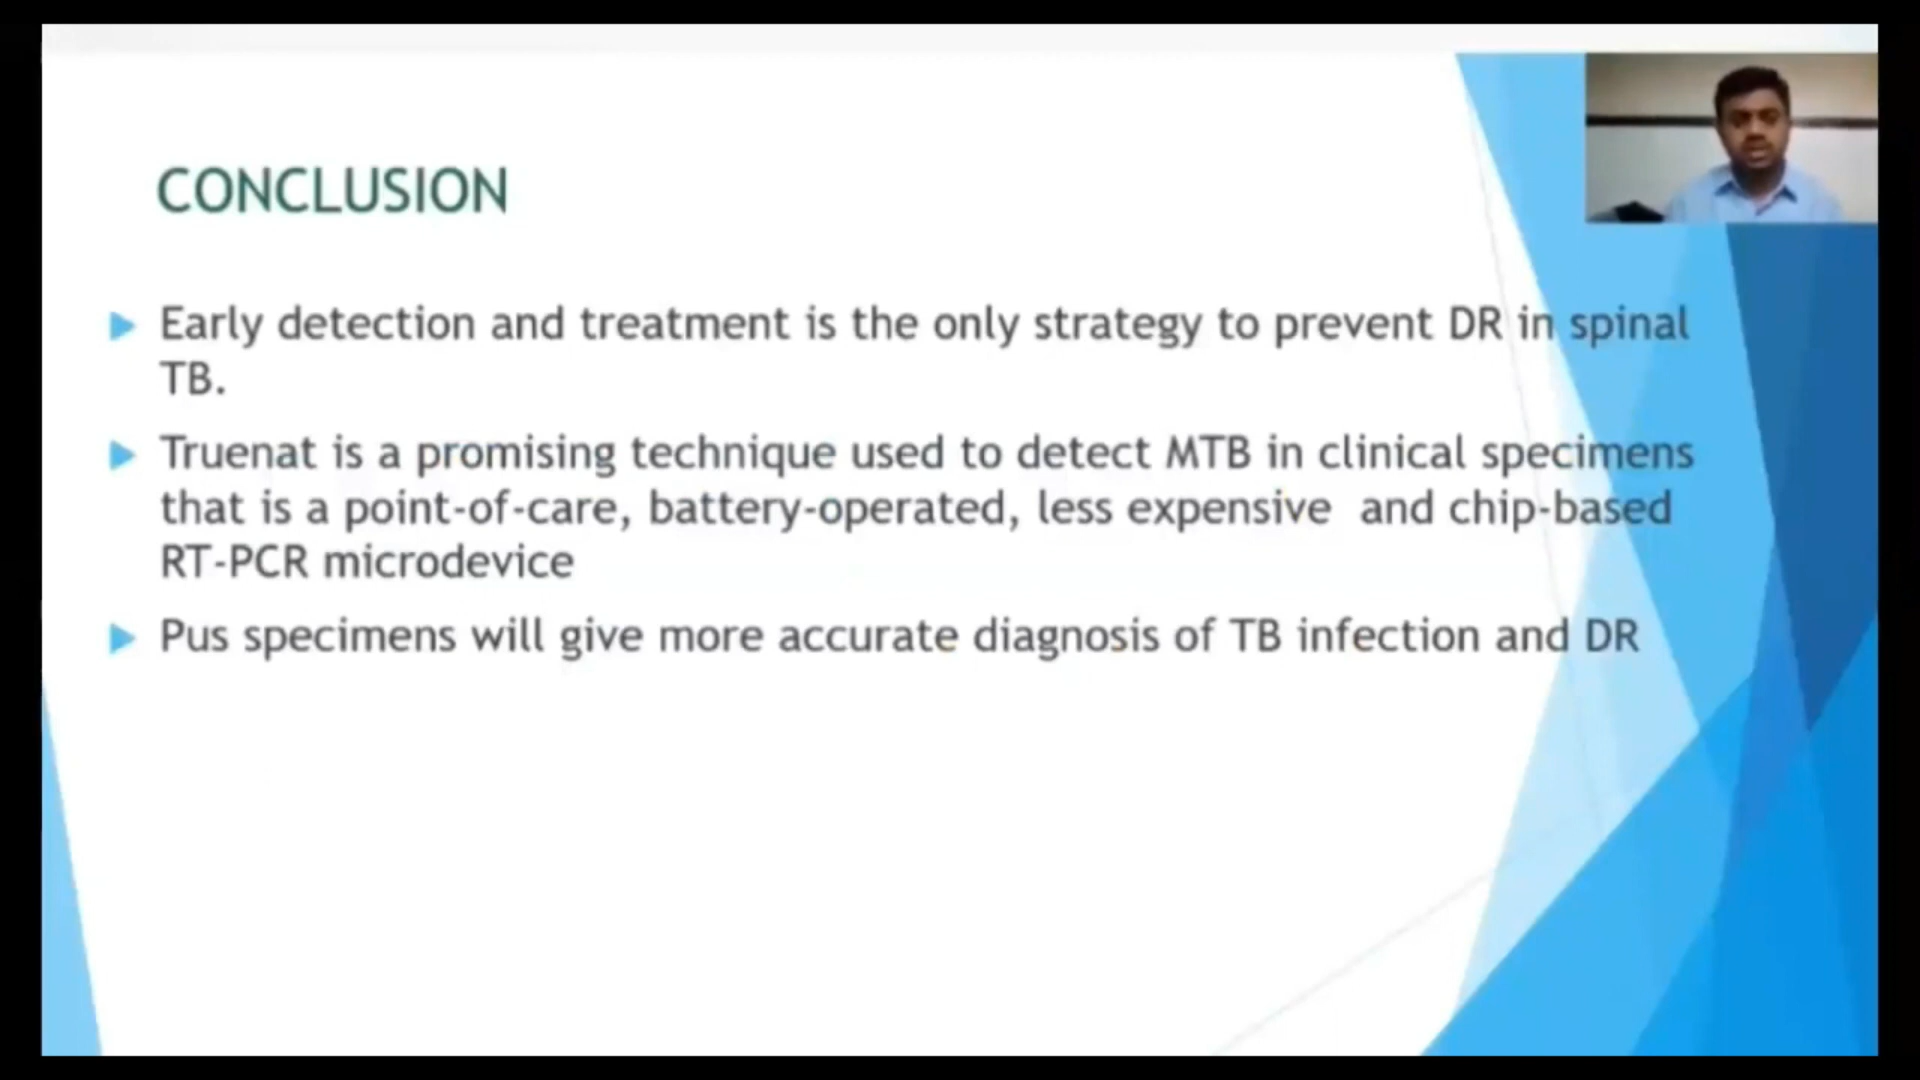 CONCLUSION
Early detection and treatment is the only strategy to prevent DR in spinal
TB.
Truenat is a promising technique used to detect MTB in clinical specimens
that is a point-of-care, battery-operated, less expensive  and chip-based
RT-PCR microdevice
Pus specimens will give more accurate diagnosis of TB infection and DR